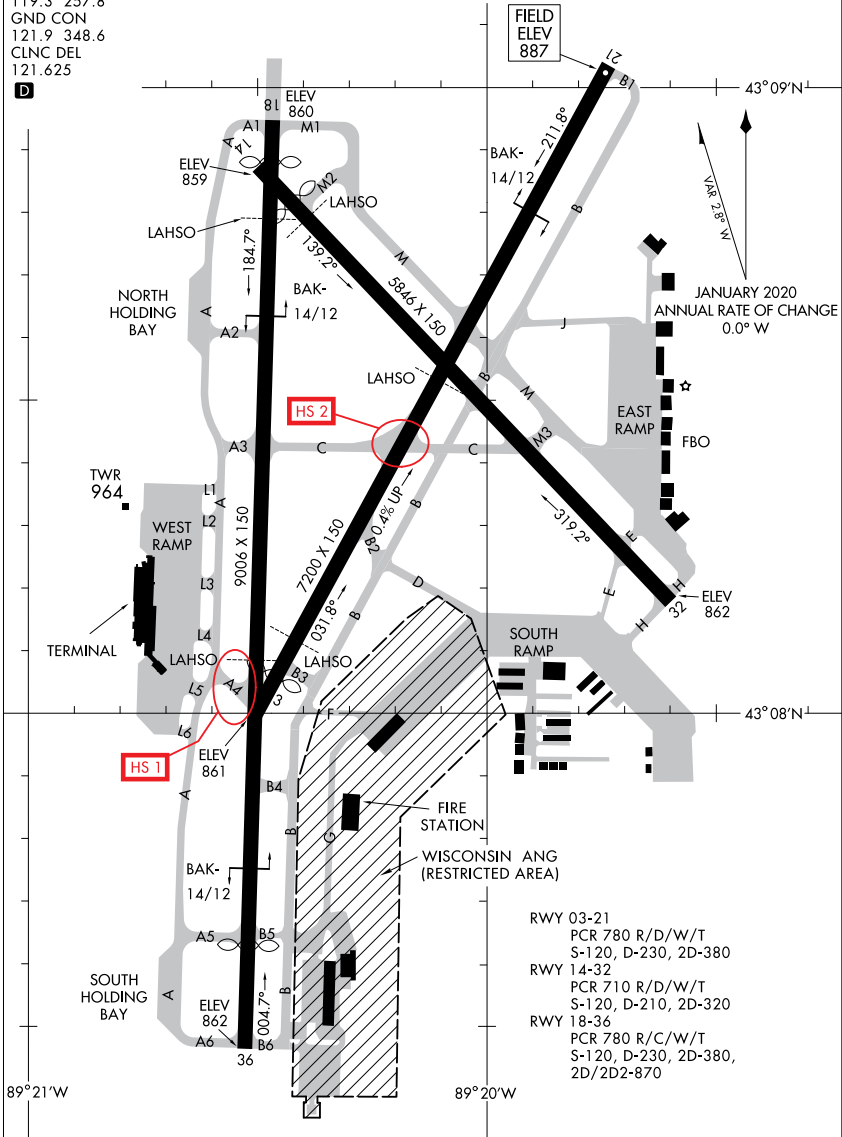 119.3 257.8
GND CON
121.9 348.6
CLNC DEL
121.625
D
FIELD
ELEV
887
21
B1
43°09'N
18
ELEV
860
A1
M1
A
14
ELEV
859
M2
LAHSO
LAHSO
184.7°
139.2°
BAK-
14/12
211.8°
B
VAR 2.8° W
JANUARY 2020
ANNUAL RATE OF CHANGE
0.0° W
NORTH
HOLDING
BAY
A
A2
BAK-
14/12
M
5846 X 150
J
LAHSO
B
M
HS 2
EAST
RAMP
FBO
A3
C
C
M3
TWR
964
L1
A
L2
WEST
RAMP
9006 X 150
7200 X 150
0.4% UP
B
B2
319.2°
E
L3
031.8°
B
D
E
H
ELEV
862
32
H
TERMINAL
L4
LAHSO
LAHSO
SOUTH
RAMP
L5
A4
B3
3
L6
F
43°08'N
ELEV
861
HS 1
A
B4
B
G
FIRE
STATION
BAK-
14/12
WISCONSIN ANG
(RESTRICTED AREA)
A5
B5
SOUTH
HOLDING
BAY
A
ELEV
862
004.7°
B
A6
B6
36
RWY 03-21
PCR 780 R/D/W/T
S-120, D-230, 2D-380
RWY 14-32
PCR 710 R/D/W/T
S-120, D-210, 2D-320
RWY 18-36
PCR 780 R/C/W/T
S-120, D-230, 2D-380,
2D/2D2-870
89°21'W
89°20'W